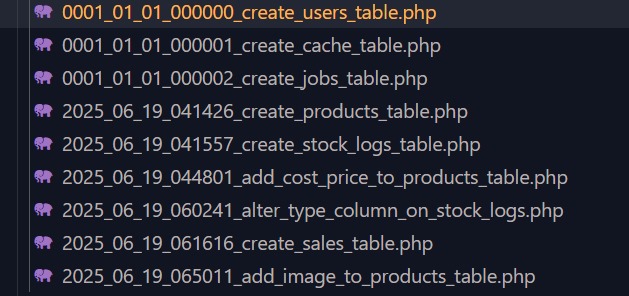 0001_01_01_000000_create_users_table.php
0001_01_01_000001_create_cache_table.php
0001_01_01_000002_create_jobs_table.php
2025_06_19_041426_create_products_table.php
2025_06_19_041557_create_stock_logs_table.php
2025_06_19_044801_add_cost_price_to_products_table.php
2025_06_19_060241_alter_type_column_on_stock_logs.php
2025_06_19_061616_create_sales_table.php
2025_06_19_065011_add_image_to_products_table.php